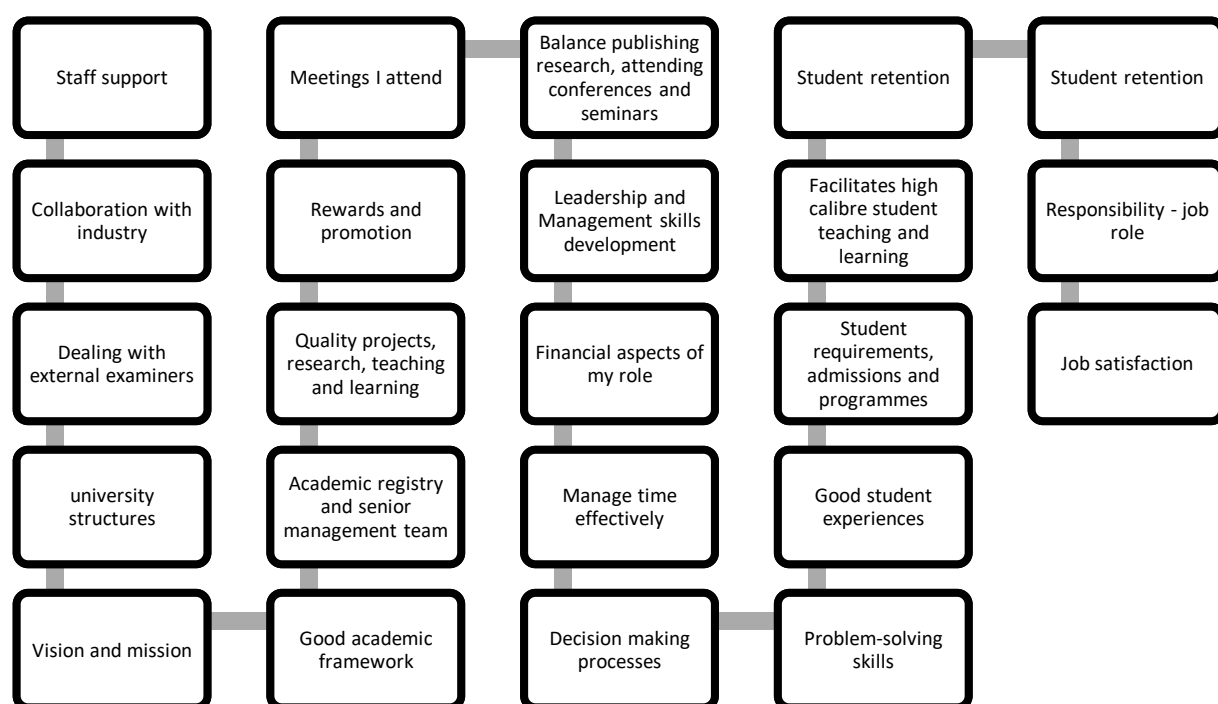 Staff support
Collaboration with
industry
Dealing with
external examiners
university
structures
Vision and mission
Good academic
framework
Academic registry
and senior
management team
Quality projects,
research, teaching
and learning
Rewards and
promotion
Meetings I attend
Balance publishing
research, attending
conferences and
seminars
Leadership and
Management skills
development
Financial aspects of
my role
Manage time
effectively
Decision making
processes
Problem-solving
skills
Good student
experiences
Student
requirements,
admissions and
programmes
Facilitates high
calibre student
teaching and
learning
Student retention
Student retention
Responsibility - job
role
Job satisfaction